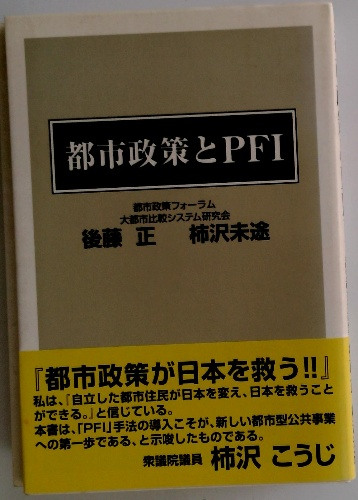 都市政策とPFI
都市政策フォーラム
大都市比較システム研究会
後藤 正 柿沢未途
『都市政策が日本を救う!!』
私は、『自立した都市住民が日本を変え、日本を救うこと
ができる。』と信じている。
本書は、「PFI」手法の導入こそが、新しい都市型公共事業
への第一歩である、と示唆したものである。
衆議院議員 柿沢 こうじ